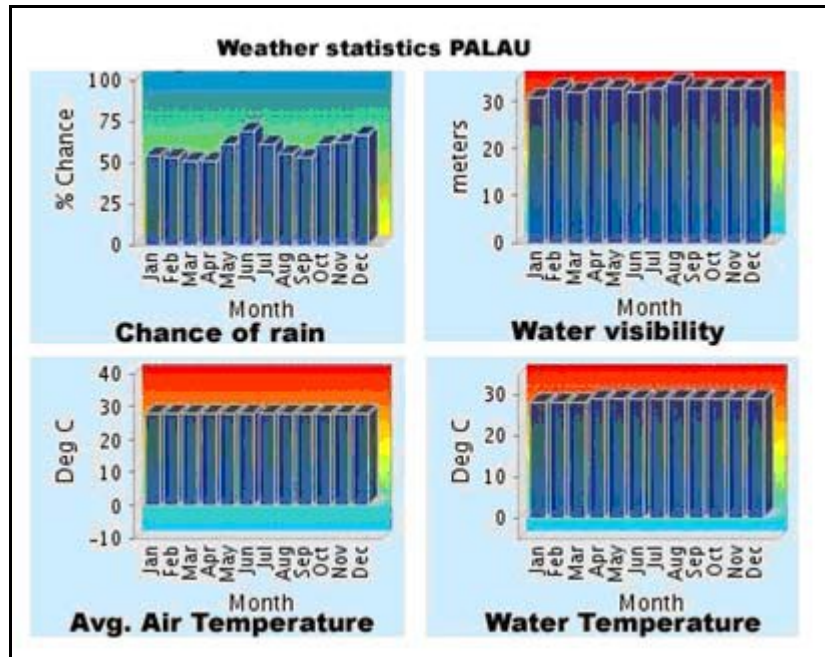 Weather statistics PALAU
100
75
50
25
0
% Chance
Jan Feb Mar Apr May Jun Jul Aug Sep Oct Nov Dec
Month
Chance of rain
30
20
10
0
meters
Jan Feb Mar Apr May Jun Jul Aug Sep Oct Nov Dec
Month
Water visibility
40
30
20
10
0
-10
Deg C
Jan Feb Mar Apr May Jun Jul Aug Sep Oct Nov Dec
Month
Avg. Air Temperature
30
20
10
0
Deg C
Jan Feb Mar Apr May Jun Jul Aug Sep Oct Nov Dec
Month
Water Temperature